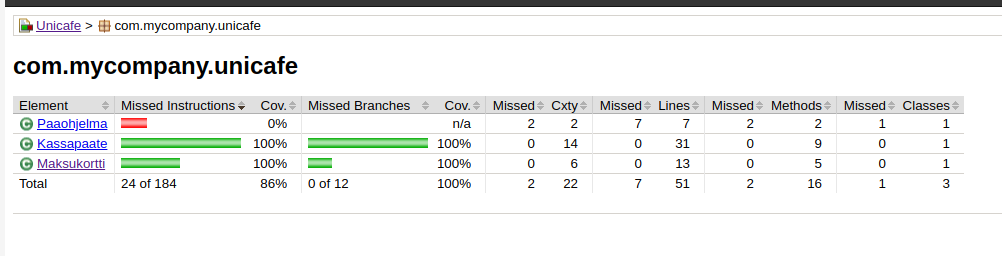 Unicafe > com.mycompany.unicafe
com.mycompany.unicafe
Element Missed Instructions Cov. Missed Branches Cov. Missed Cxty Missed Lines Missed Methods Missed Classes
Paaohjelma 0% n/a 2 2 7 7 2 2 1 1
Kassapaate 100% 100% 0 14 0 31 0 9 0 1
Maksukortti 100% 100% 0 6 0 13 0 5 0 1
Total 24 of 184 86% 0 of 12 100% 2 22 7 51 2 16 1 3